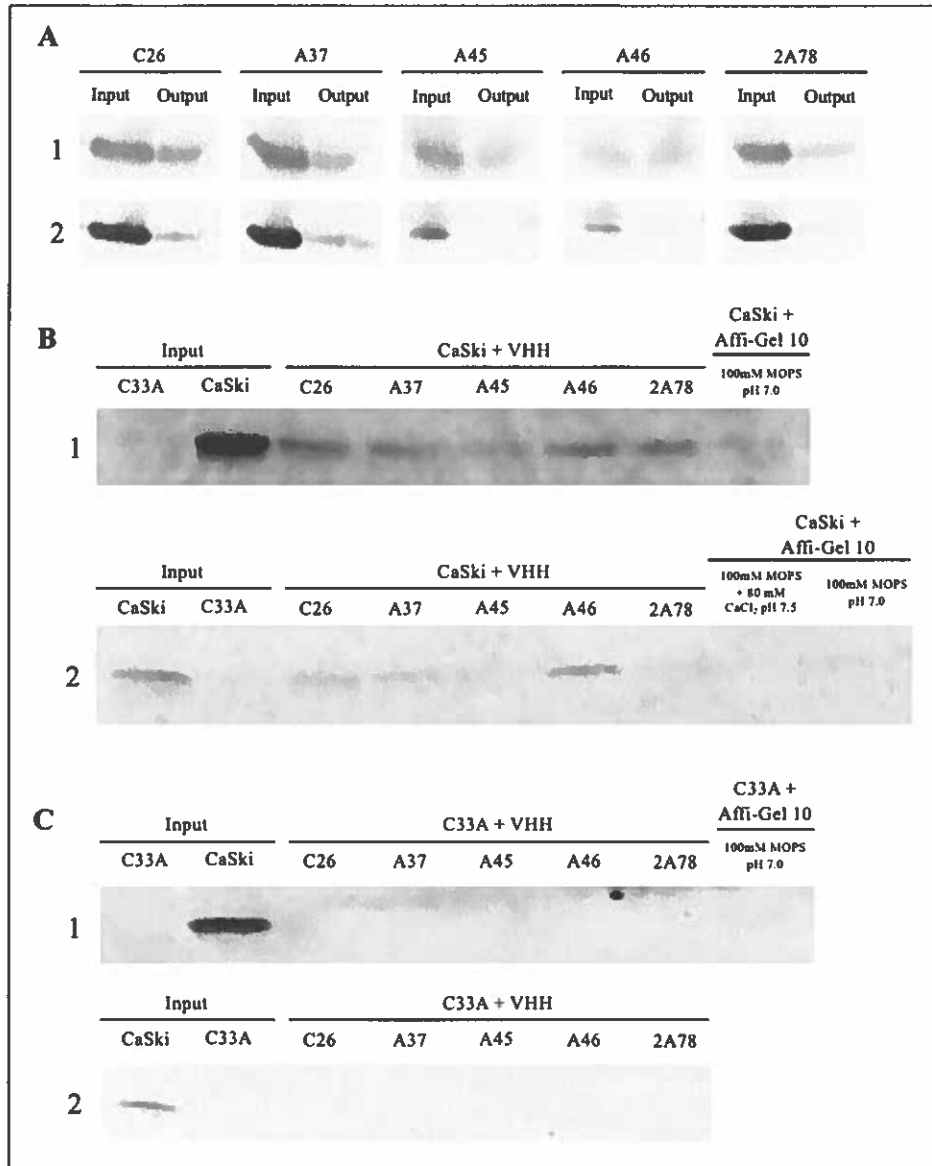 A
C26 A37 A45 A46 2A78
Input Output Input Output Input Output Input Output Input Output
1
2
B
CaSki +
Affi-Gel 10
Input CaSki + VHH
100mM MOPS
pH 7.0
C33A CaSki C26 A37 A45 A46 2A78
1
CaSki +
Affi-Gel 10
Input CaSki + VHH
100mM MOPS
+ 80 mM
CaCl₂ pH 7.5
100mM MOPS
pH 7.0
CaSki C33A C26 A37 A45 A46 2A78
2
C
C33A +
Affi-Gel 10
Input C33A + VHH
100mM MOPS
pH 7.0
C33A CaSki C26 A37 A45 A46 2A78
1
Input C33A + VHH
CaSki C33A C26 A37 A45 A46 2A78
2